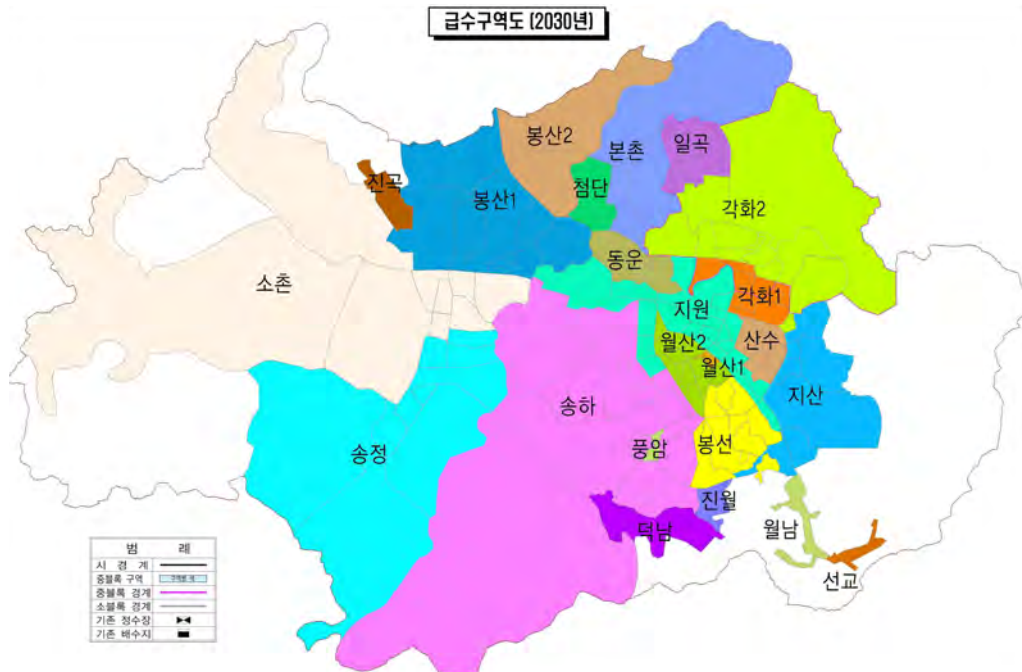 급수구역도 (2030년)
봉산2
본촌
일곡
진곡
첨단
봉산1
각화2
동운
소촌
지원
각화1
월산2
산수
월산1
지산
송하
송정
풍암
봉선
진월
덕남
월남
선교
범 례
시 경 계
중블록 구역 구역별 색
중블록 경계
소블록 경계
기존 정수장
기존 배수지